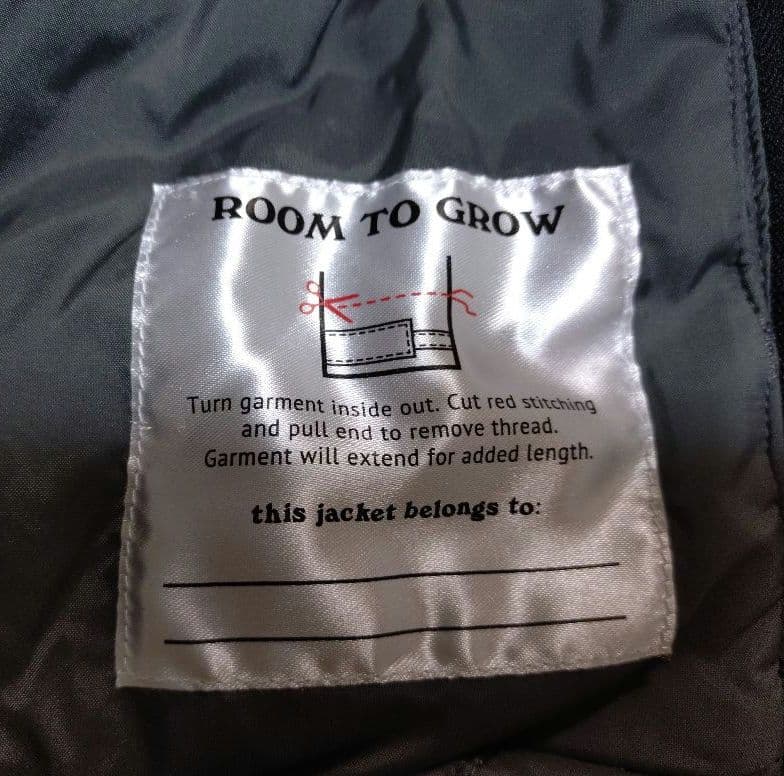 ROOM TO GROW
Turn garment inside out. Cut red stitching
and pull end to remove thread.
Garment will extend for added length.
this jacket belongs to: